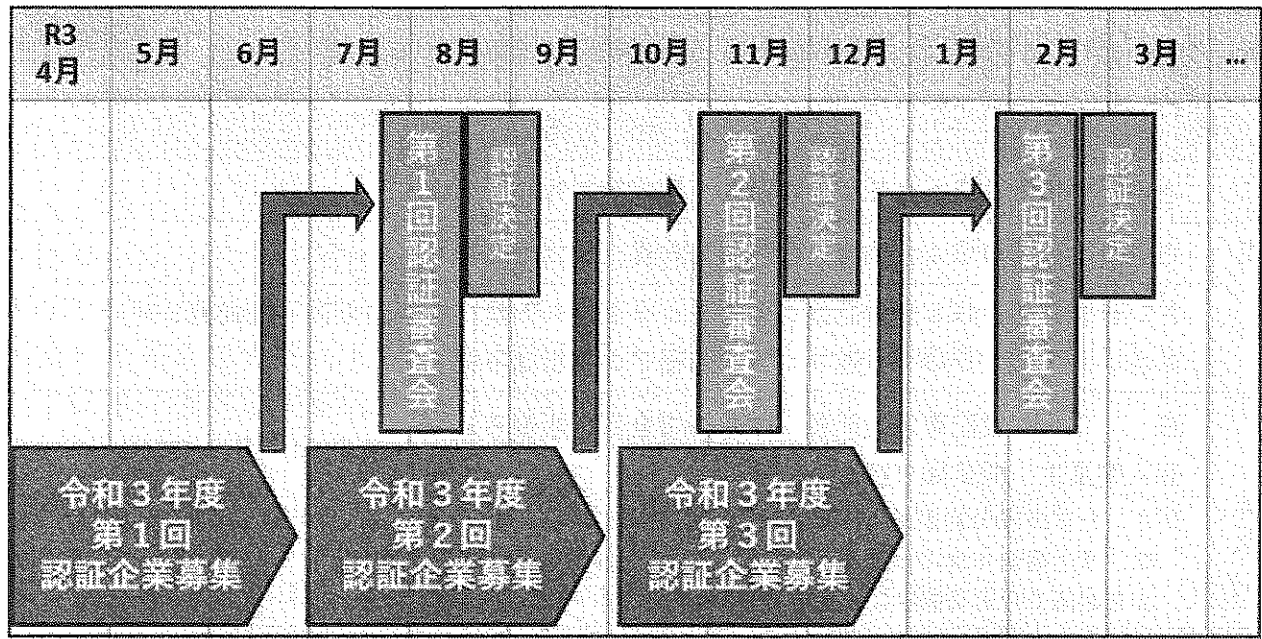 R3
4月
5月
6月
7月
8月
9月
10月
11月
12月
1月
2月
3月
...
第1回認証審査会
認証決定
第2回認証審査会
認証決定
第3回認証審査会
認証決定
令和3年度
第1回
認証企業募集
令和3年度
第2回
認証企業募集
令和3年度
第3回
認証企業募集